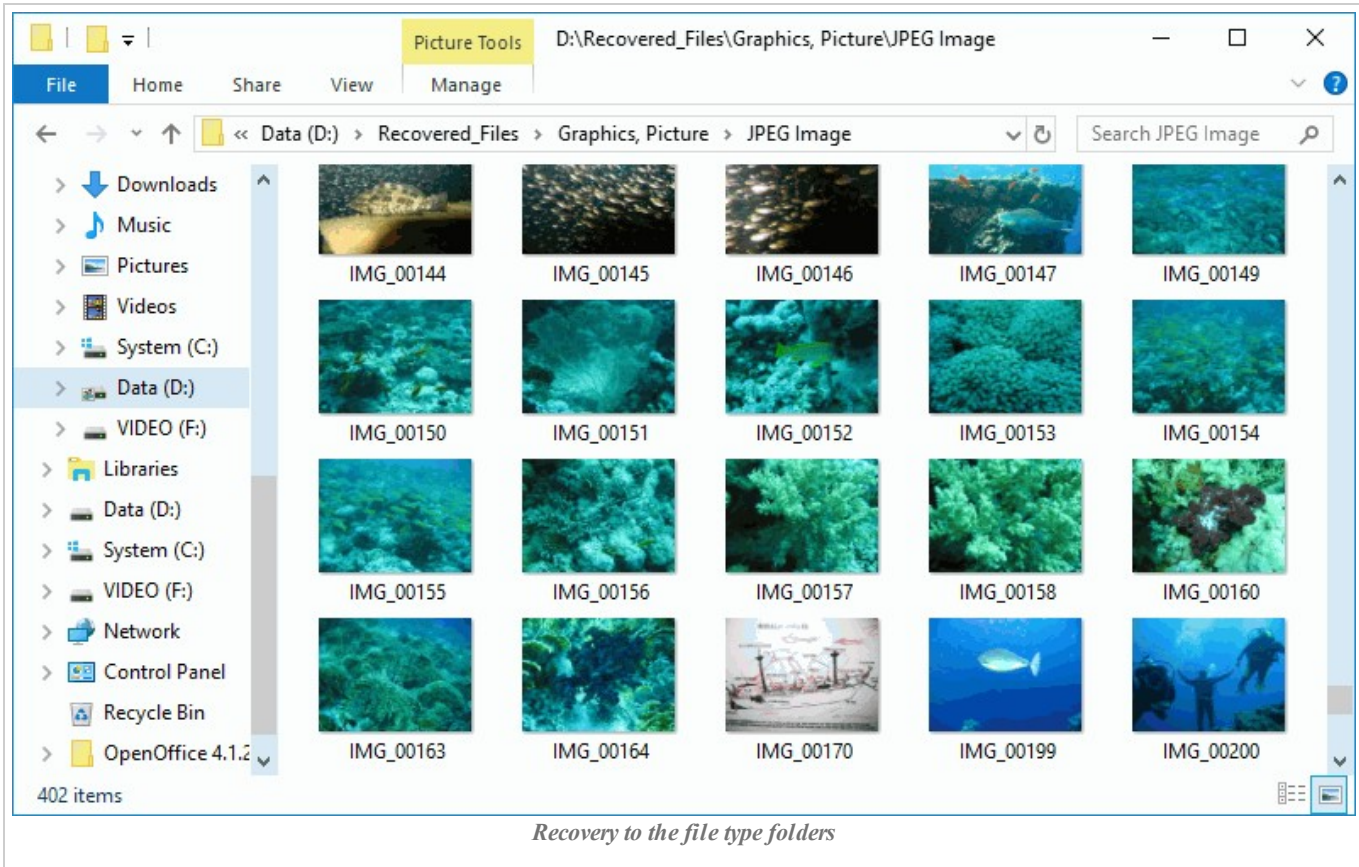 Picture Tools
D:\Recovered_Files\Graphics, Picture\JPEG Image
File Home Share View Manage
« Data (D:) > Recovered_Files > Graphics, Picture > JPEG Image
Search JPEG Image
Downloads
Music
Pictures
Videos
System (C:)
Data (D:)
VIDEO (F:)
Libraries
Data (D:)
System (C:)
VIDEO (F:)
Network
Control Panel
Recycle Bin
OpenOffice 4.1.2
IMG_00144 IMG_00145 IMG_00146 IMG_00147 IMG_00149
IMG_00150 IMG_00151 IMG_00152 IMG_00153 IMG_00154
IMG_00155 IMG_00156 IMG_00157 IMG_00158 IMG_00160
IMG_00163 IMG_00164 IMG_00170 IMG_00199 IMG_00200
402 items
Recovery to the file type folders